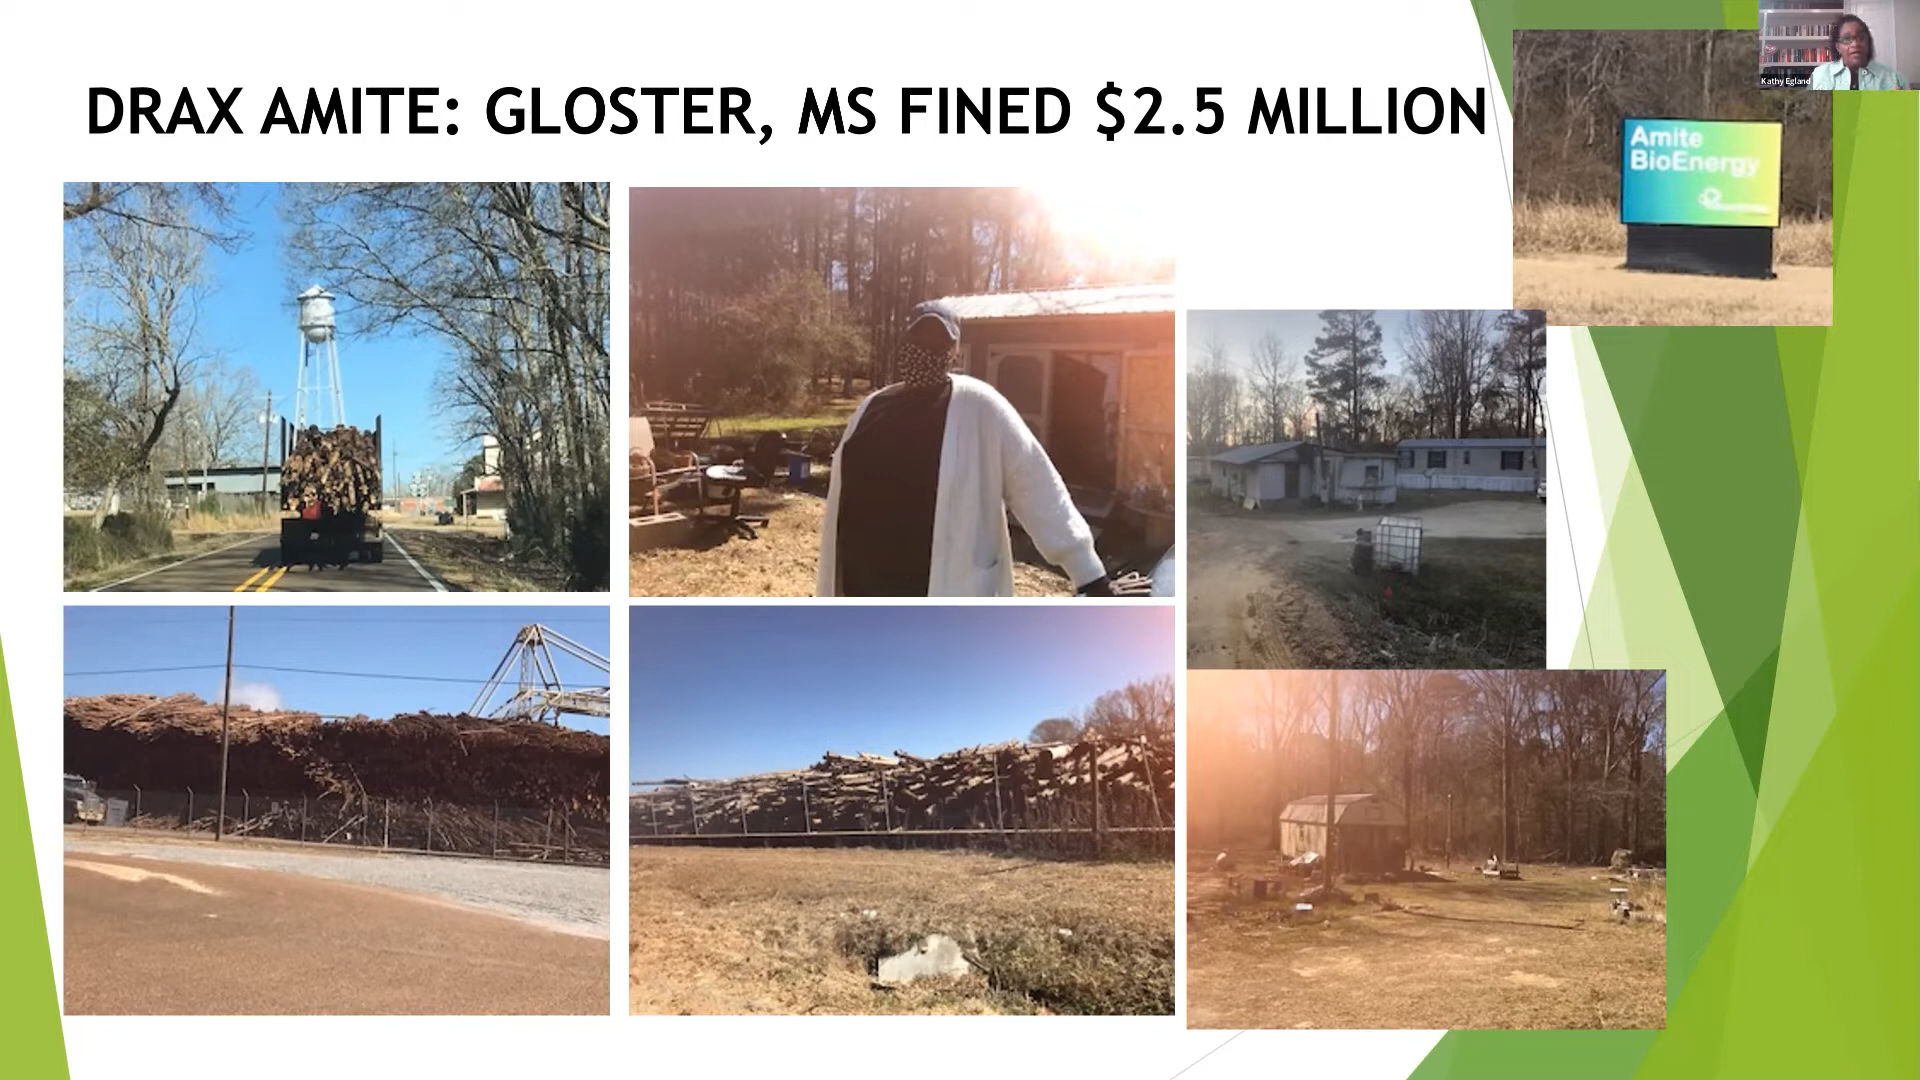 DRAX AMITE: GLOSTER, MS FINED $2.5 MILLION
Kathy Egland
Amite
BioEnergy